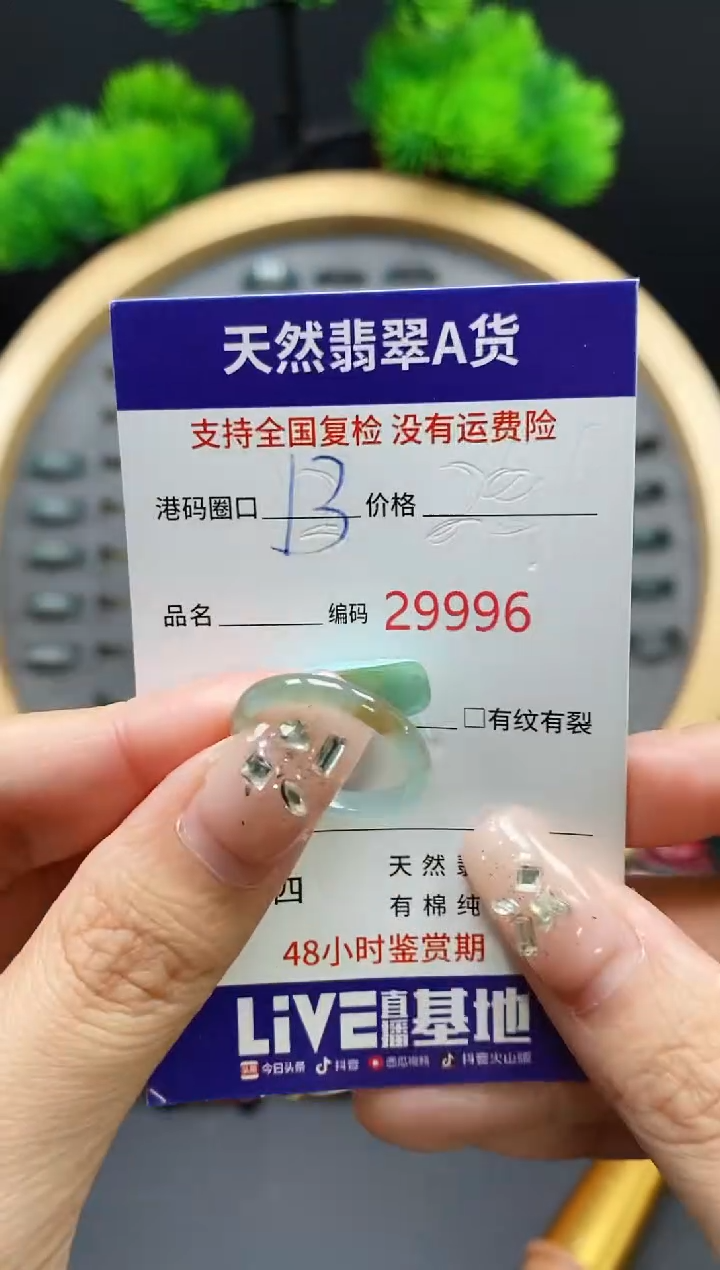 天然翡翠A货
支持全国复检 没有运费险
港码圈口 13 价格
品名 编码 29996
□有纹有裂
四 天然
有棉纯
48小时鉴赏期
LiVE直播基地
头条 今日头条 抖音 西瓜视频 抖音火山版